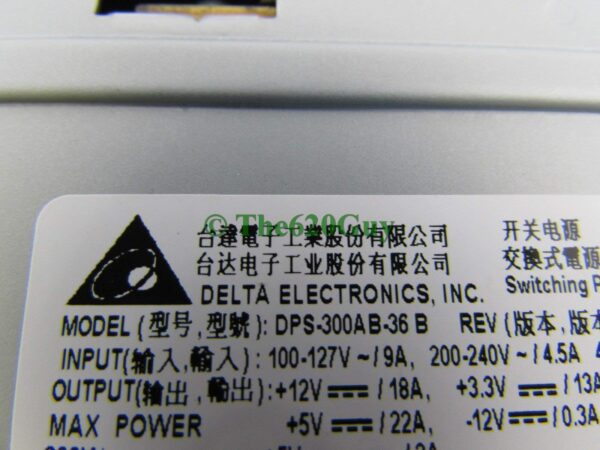 © The620Guy
台達電子工業股份有限公司
台达电子工业股份有限公司
DELTA ELECTRONICS, INC.
开关电源
交換式電源
Switching P
MODEL (型号, 型號): DPS-300AB-36 B REV (版本, 版本
INPUT(输入, 輸入): 100-127V ~ / 9A, 200-240V ~ / 4.5A 4
OUTPUT(输出, 輸出): +12V ⎓ / 18A, +3.3V ⎓ / 13A
MAX POWER +5V ⎓ / 22A, -12V ⎓ / 0.3A